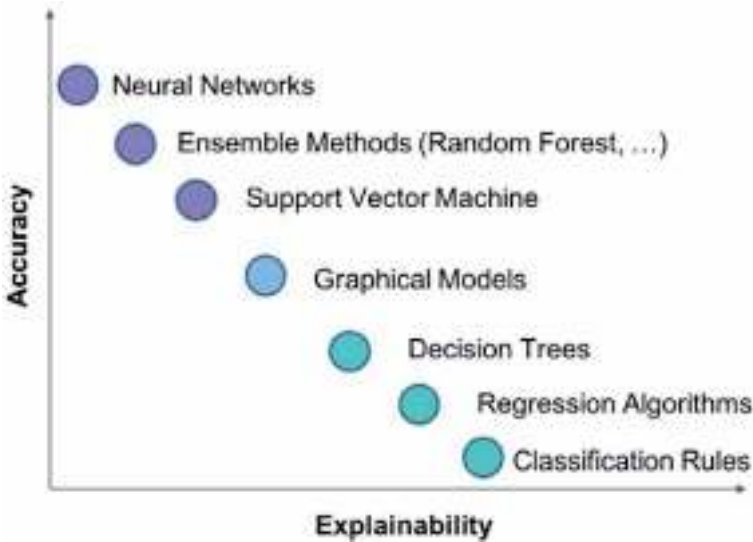 Neural Networks
Ensemble Methods (Random Forest, ...)
Support Vector Machine
Graphical Models
Decision Trees
Regression Algorithms
Classification Rules
Accuracy
Explainability